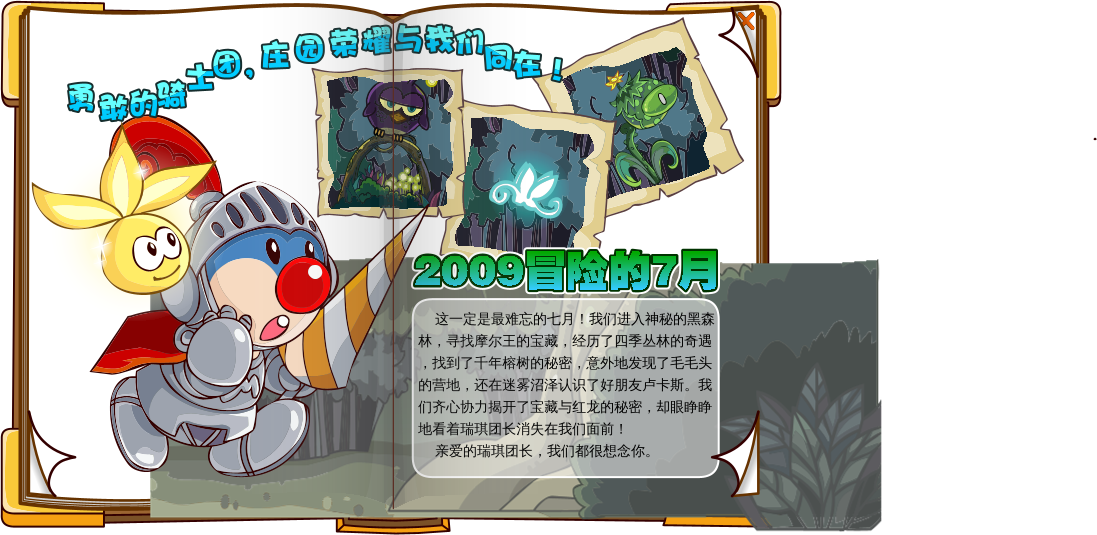 勇敢的骑士团，庄园荣耀与我们同在！
2009冒险的7月
这一定是最难忘的七月！我们进入神秘的黑森
林，寻找摩尔王的宝藏，经历了四季丛林的奇遇
，找到了千年榕树的秘密，意外地发现了毛毛头
的营地，还在迷雾沼泽认识了好朋友卢卡斯。我
们齐心协力揭开了宝藏与红龙的秘密，却眼睁睁
地看着瑞琪团长消失在我们面前！
亲爱的瑞琪团长，我们都很想念你。